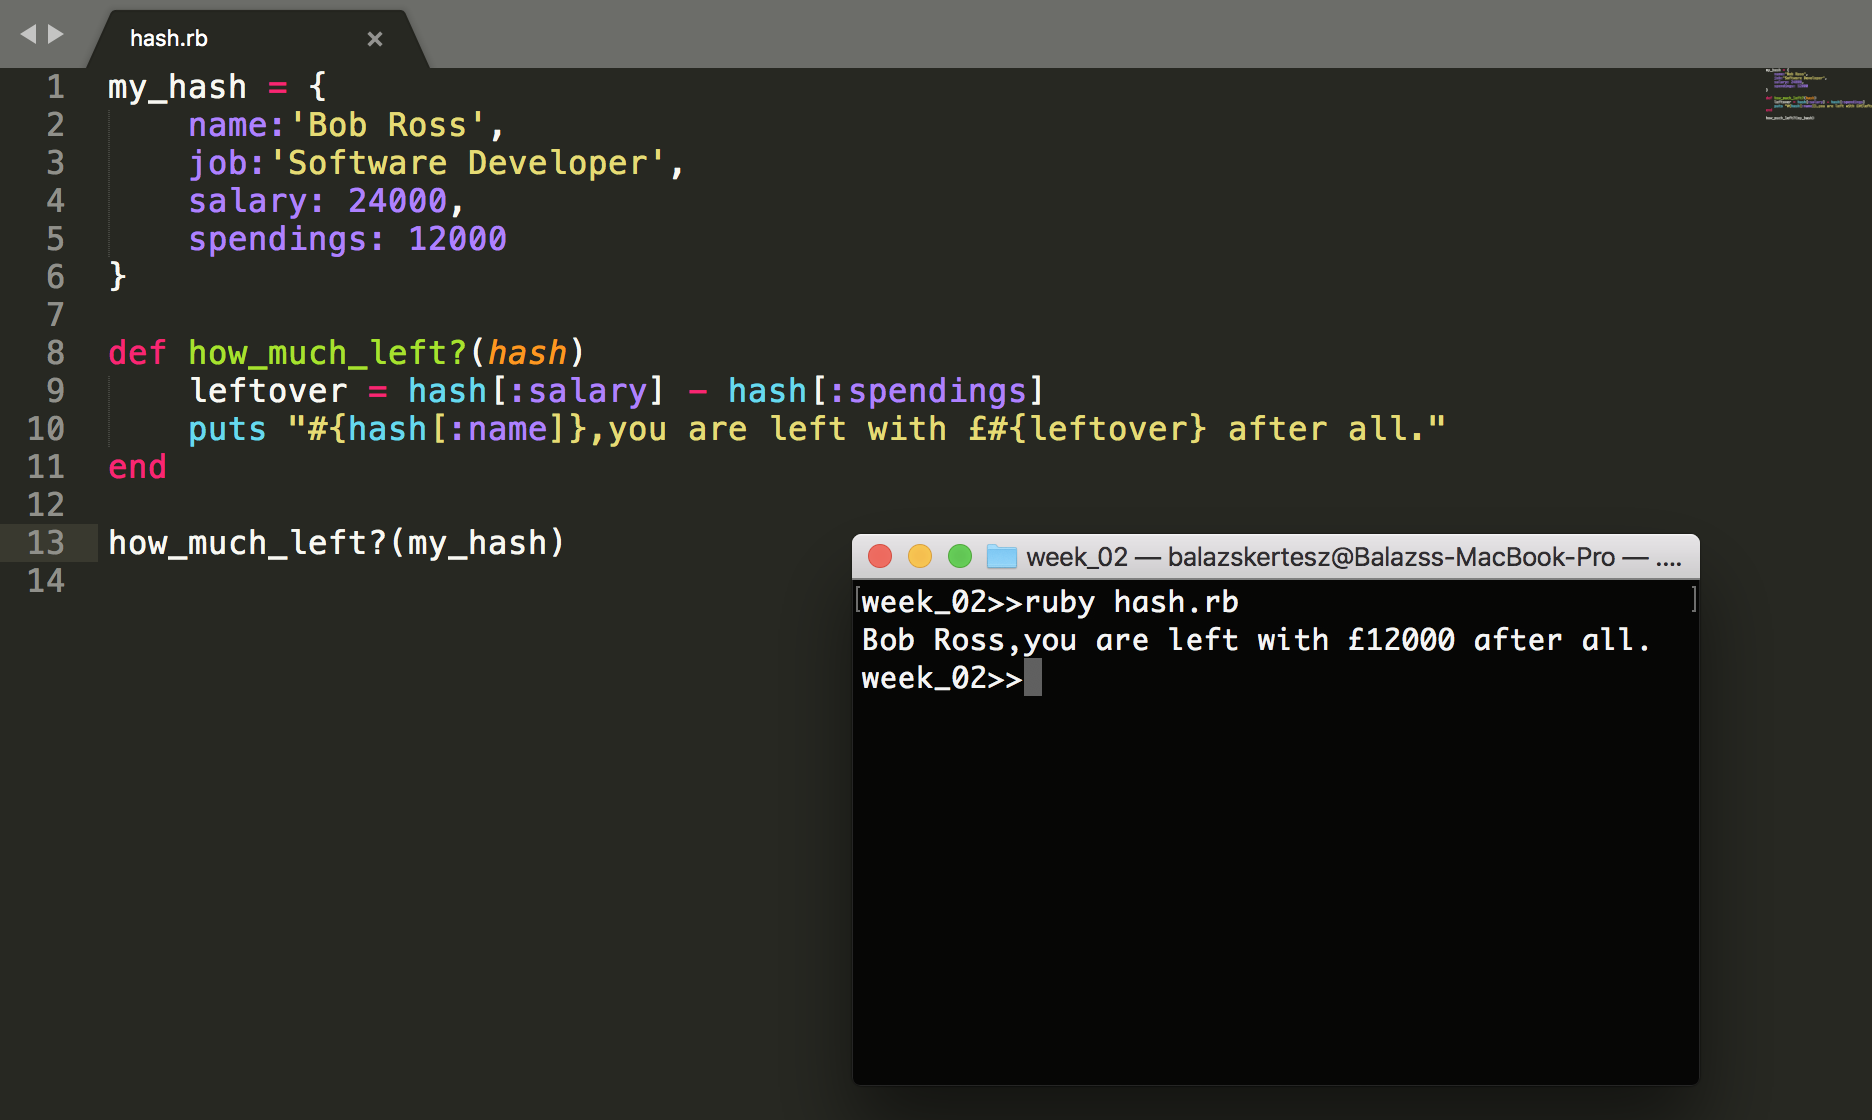 hash.rb
1 my_hash = {
2     name:'Bob Ross',
3     job:'Software Developer',
4     salary: 24000,
5     spendings: 12000
6 }
7
8 def how_much_left?(hash)
9     leftover = hash[:salary] - hash[:spendings]
10     puts "#{hash[:name]},you are left with £#{leftover} after all."
11 end
12
13 how_much_left?(my_hash)
14
week_02 — balazskertesz@Balazss-MacBook-Pro — ....
[week_02>>ruby hash.rb ]
Bob Ross,you are left with £12000 after all.
week_02>>